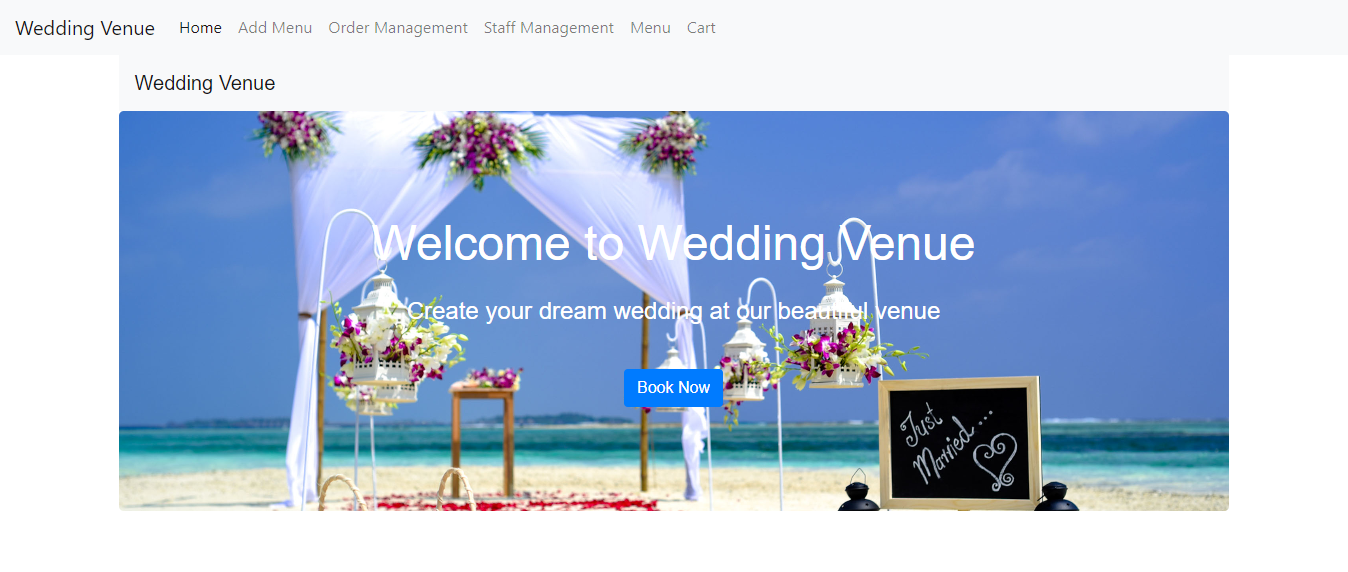 Wedding Venue Home Add Menu Order Management Staff Management Menu Cart
Wedding Venue
Welcome to Wedding Venue
Create your dream wedding at our beautiful venue
Book Now
Just
Married...